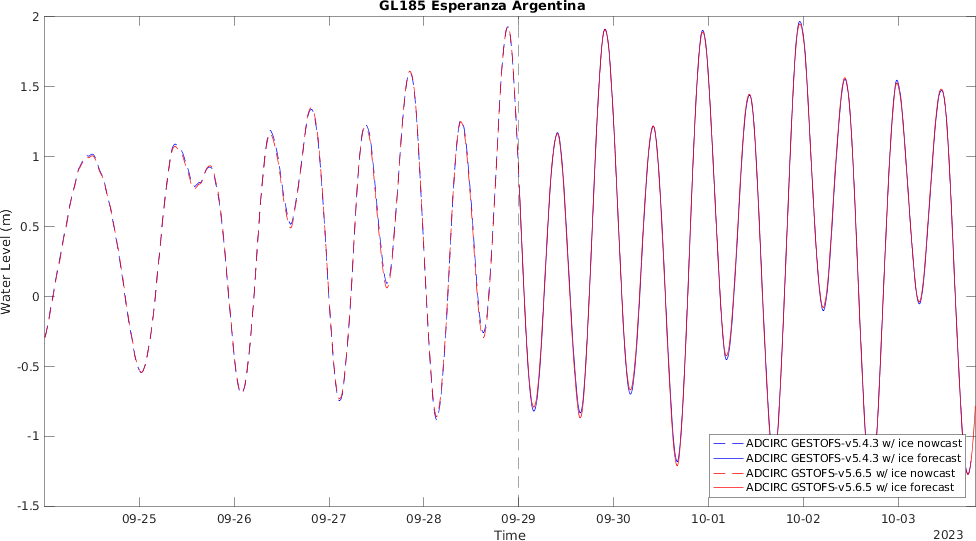 GL185 Esperanza Argentina
2
1.5
1
0.5
0
-0.5
-1
-1.5
Water Level (m)
ADCIRC GESTOFS-v5.4.3 w/ ice nowcast
ADCIRC GESTOFS-v5.4.3 w/ ice forecast
ADCIRC GSTOFS-v5.6.5 w/ ice nowcast
ADCIRC GSTOFS-v5.6.5 w/ ice forecast
09-25 09-26 09-27 09-28 09-29 09-30 10-01 10-02 10-03
Time
2023